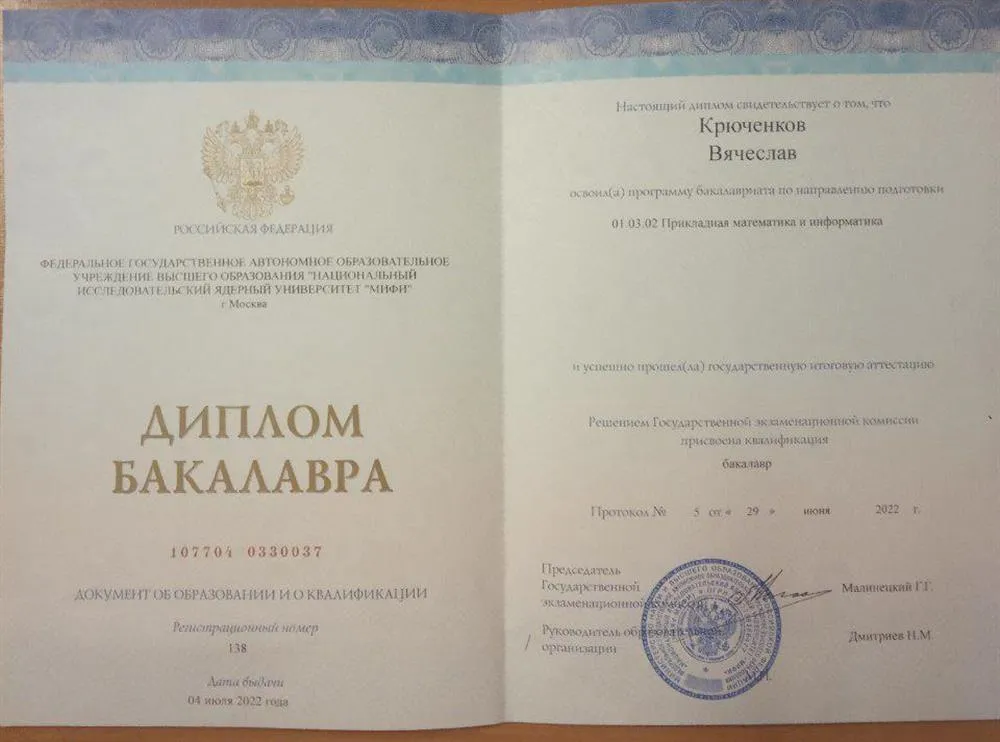 РОССИЙСКАЯ ФЕДЕРАЦИЯ
ФЕДЕРАЛЬНОЕ ГОСУДАРСТВЕННОЕ АВТОНОМНОЕ ОБРАЗОВАТЕЛЬНОЕ
УЧРЕЖДЕНИЕ ВЫСШЕГО ОБРАЗОВАНИЯ "НАЦИОНАЛЬНЫЙ
ИССЛЕДОВАТЕЛЬСКИЙ ЯДЕРНЫЙ УНИВЕРСИТЕТ "МИФИ"
г Москва
ДИПЛОМ
БАКАЛАВРА
107704 0330037
ДОКУМЕНТ ОБ ОБРАЗОВАНИИ И О КВАЛИФИКАЦИИ
Регистрационный номер
138
Дата выдачи
04 июля 2022 года
Настоящий диплом свидетельствует о том, что
Крюченков
Вячеслав
освоил(а) программу бакалавриата по направлению подготовки
01.03.02 Прикладная математика и информатика
и успешно прошел(ла) государственную итоговую аттестацию
Решением Государственной экзаменационной комиссии
присвоена квалификация
бакалавр
Протокол № 5 от « 29 » июня 2022 г.
Председатель
Государственной
экзаменационной комиссии
Малинецкий Г.Г.
Руководитель образовательной
организации
Дмитриев Н.М